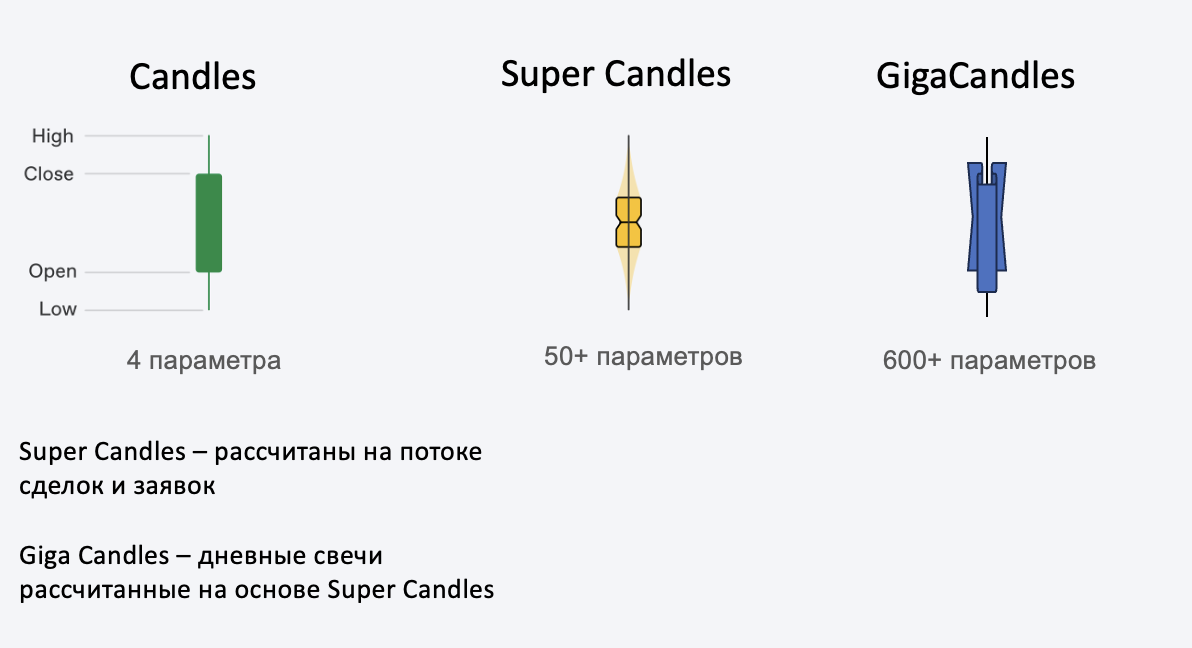 Candles
Super Candles
GigaCandles
High
Close
Open
Low
4 параметра
50+ параметров
600+ параметров
Super Candles – рассчитаны на потоке
сделок и заявок
Giga Candles – дневные свечи
рассчитанные на основе Super Candles